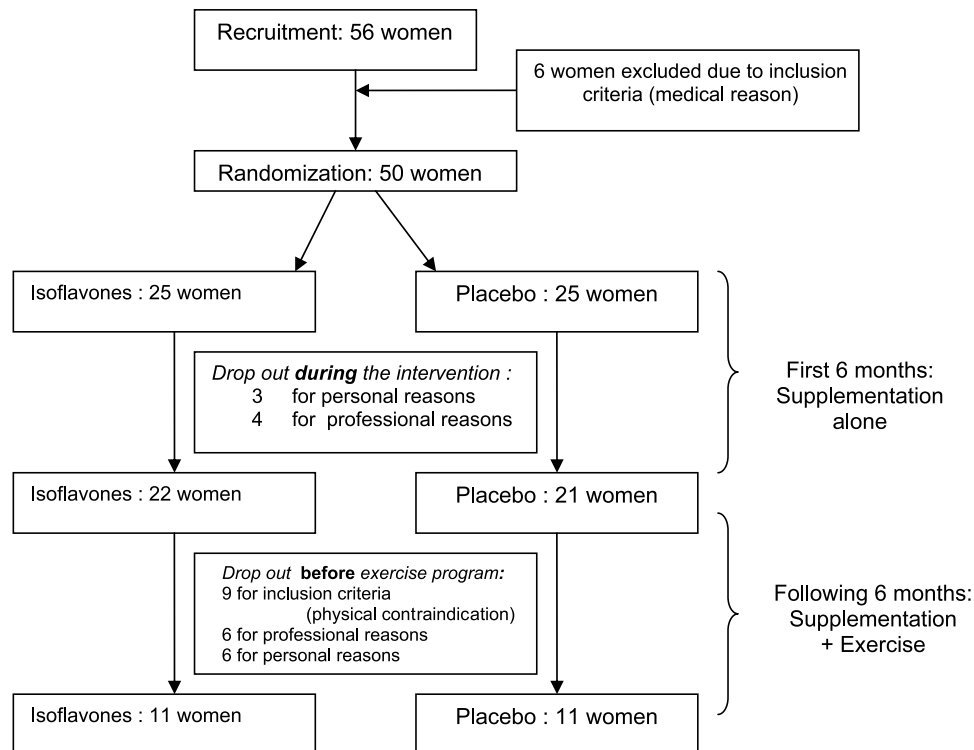 Recruitment: 56 women
6 women excluded due to inclusion
criteria (medical reason)
Randomization: 50 women
Isoflavones : 25 women
Placebo : 25 women
Drop out during the intervention :
3 for personal reasons
4 for professional reasons
First 6 months:
Supplementation
alone
Isoflavones : 22 women
Placebo : 21 women
Drop out before exercise program:
9 for inclusion criteria
(physical contraindication)
6 for professional reasons
6 for personal reasons
Following 6 months:
Supplementation
+ Exercise
Isoflavones : 11 women
Placebo : 11 women